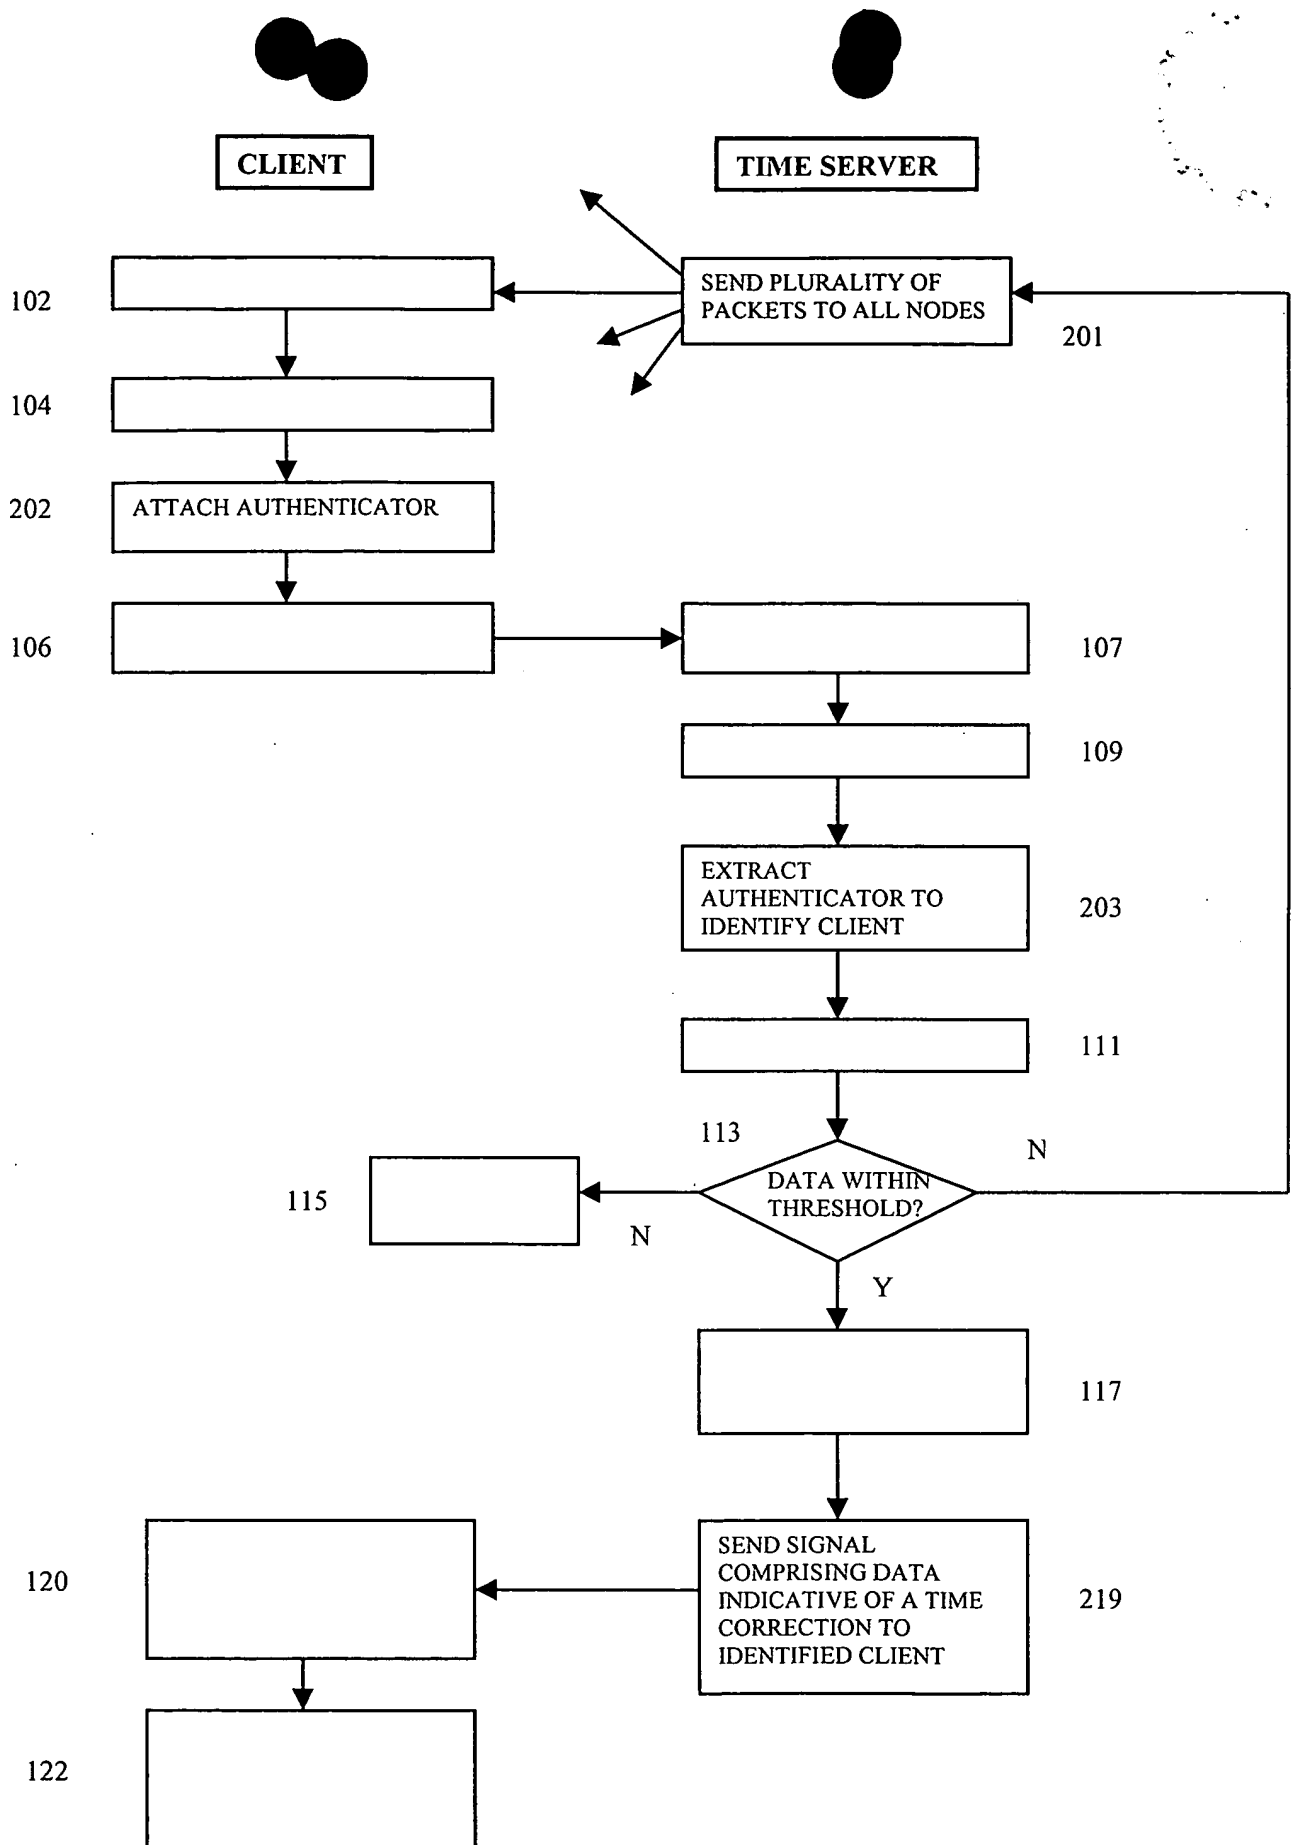 CLIENT
TIME SERVER
SEND PLURALITY OF
PACKETS TO ALL NODES
102
201
104
202
ATTACH AUTHENTICATOR
106
107
109
EXTRACT
AUTHENTICATOR TO
IDENTIFY CLIENT
203
111
113
N
DATA WITHIN
THRESHOLD?
115
N
Y
117
SEND SIGNAL
COMPRISING DATA
INDICATIVE OF A TIME
CORRECTION TO
IDENTIFIED CLIENT
120
219
122